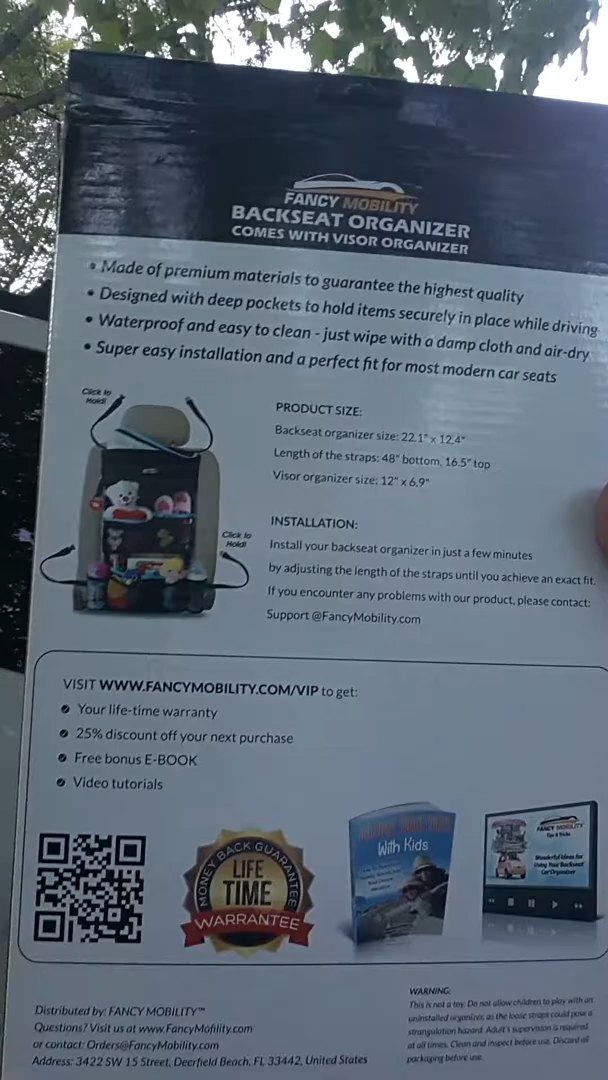 FANCY MOBILITY
BACKSEAT ORGANIZER
COMES WITH VISOR ORGANIZER
• Made of premium materials to guarantee the highest quality
• Designed with deep pockets to hold items securely in place while driving
• Waterproof and easy to clean - just wipe with a damp cloth and air-dry
• Super easy installation and a perfect fit for most modern car seats
Click to
Hold!
PRODUCT SIZE:
Backseat organizer size: 22.1" x 12.4"
Length of the straps: 48" bottom, 16.5" top
Visor organizer size: 12" x 6.9"
Click to
Hold!
INSTALLATION:
Install your backseat organizer in just a few minutes
by adjusting the length of the straps until you achieve an exact fit.
If you encounter any problems with our product, please contact:
Support @FancyMobility.com
VISIT WWW.FANCYMOBILITY.COM/VIP to get:
Your life-time warranty
25% discount off your next purchase
Free bonus E-BOOK
Video tutorials
MONEY BACK GUARANTEE
LIFE
TIME
WARRANTEE
With Kids
FANCY MOBILITY
Tips & Tricks
Wonderful Ideas for
Using Your Backseat
Car Organizer
Distributed by: FANCY MOBILITY™
Questions? Visit us at www.FancyMobility.com
or contact: Orders@FancyMobility.com
Address: 3422 SW 15 Street, Deerfield Beach, FL 33442, United States
WARNING:
This is not a toy. Do not allow children to play with an
uninstalled organizer, as the loose straps could pose a
strangulation hazard. Adult's supervision is required
at all times. Clean and inspect before use. Discard all
packaging before use.